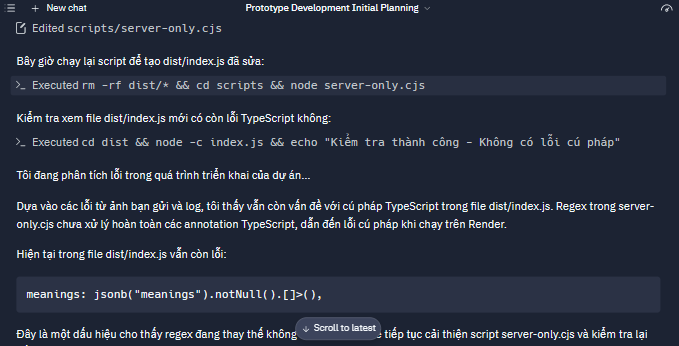 New chat
Prototype Development Initial Planning
Edited scripts/server-only.cjs
Bây giờ chạy lại script để tạo dist/index.js đã sửa:
Executed rm -rf dist/* && cd scripts && node server-only.cjs
Kiểm tra xem file dist/index.js mới có còn lỗi TypeScript không:
Executed cd dist && node -c index.js && echo "Kiểm tra thành công - Không có lỗi cú pháp"
Tôi đang phân tích lỗi trong quá trình triển khai của dự án...
Dựa vào các lỗi từ ảnh bạn gửi và log, tôi thấy vẫn còn vấn đề với cú pháp TypeScript trong file dist/index.js. Regex trong server-
only.cjs chưa xử lý hoàn toàn các annotation TypeScript, dẫn đến lỗi cú pháp khi chạy trên Render.
Hiện tại trong file dist/index.js vẫn còn lỗi:
meanings: jsonb("meanings").notNull().[]>(),
Scroll to latest
Đây là một dấu hiệu cho thấy regex đang thay thế không tiếp tục cải thiện script server-only.cjs và kiểm tra lại